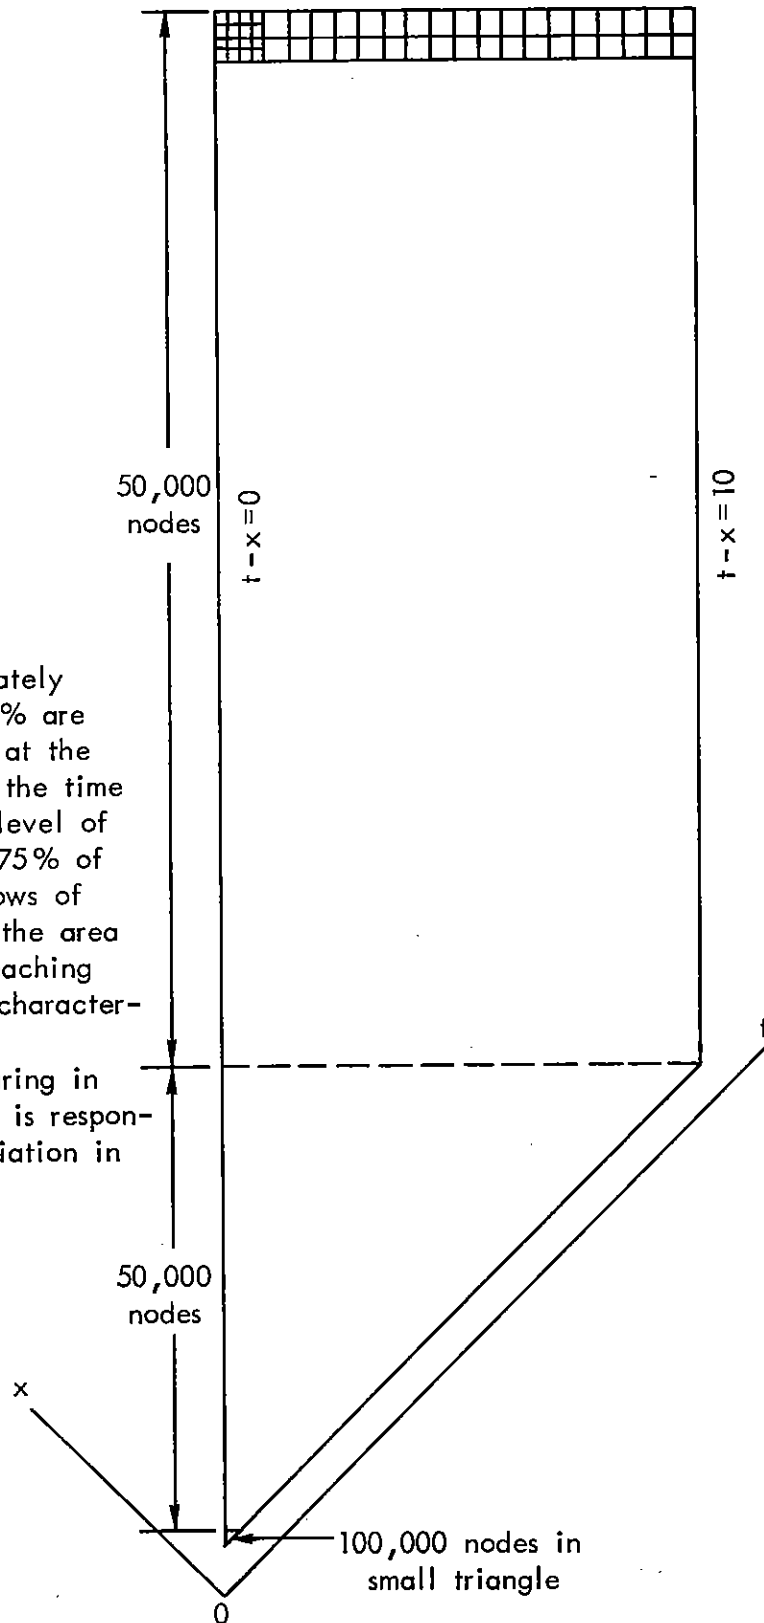 50,000
nodes
t-x=0
t-x=10
ately
% are
at the
the time
level of
75% of
ows of
the area
aching
character-
ring in
is respon-
iation in
50,000
nodes
x
t
100,000 nodes in
small triangle
0